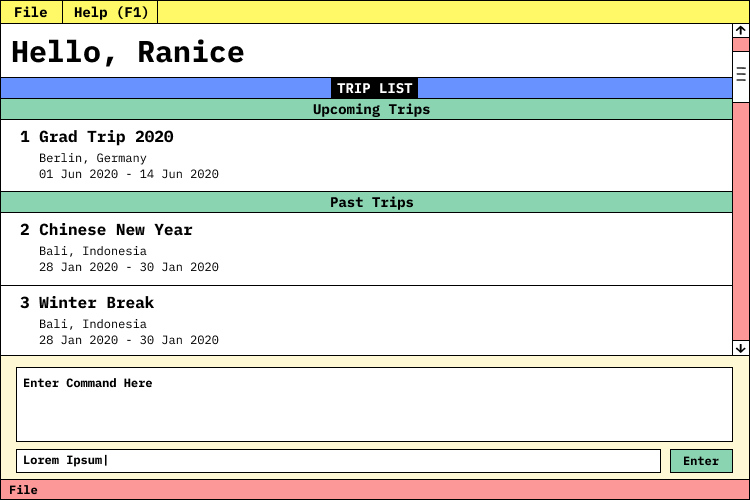 File Help (F1)
Hello, Ranice
TRIP LIST
Upcoming Trips
1 Grad Trip 2020
Berlin, Germany
01 Jun 2020 - 14 Jun 2020
Past Trips
2 Chinese New Year
Bali, Indonesia
28 Jan 2020 - 30 Jan 2020
3 Winter Break
Bali, Indonesia
28 Jan 2020 - 30 Jan 2020
Enter Command Here
Lorem Ipsum
Enter
File